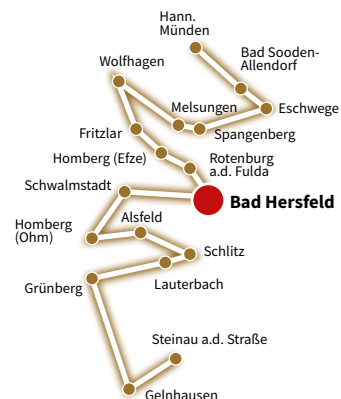 Hann.
Münden
Bad Sooden-
Allendorf
Wolfhagen
Melsungen
Eschwege
Fritzlar
Spangenberg
Homberg (Efze)
Rotenburg
a.d. Fulda
Schwalmstadt
Bad Hersfeld
Homberg
(Ohm)
Alsfeld
Schlitz
Grünberg
Lauterbach
Steinau a.d. Straße
Gelnhausen